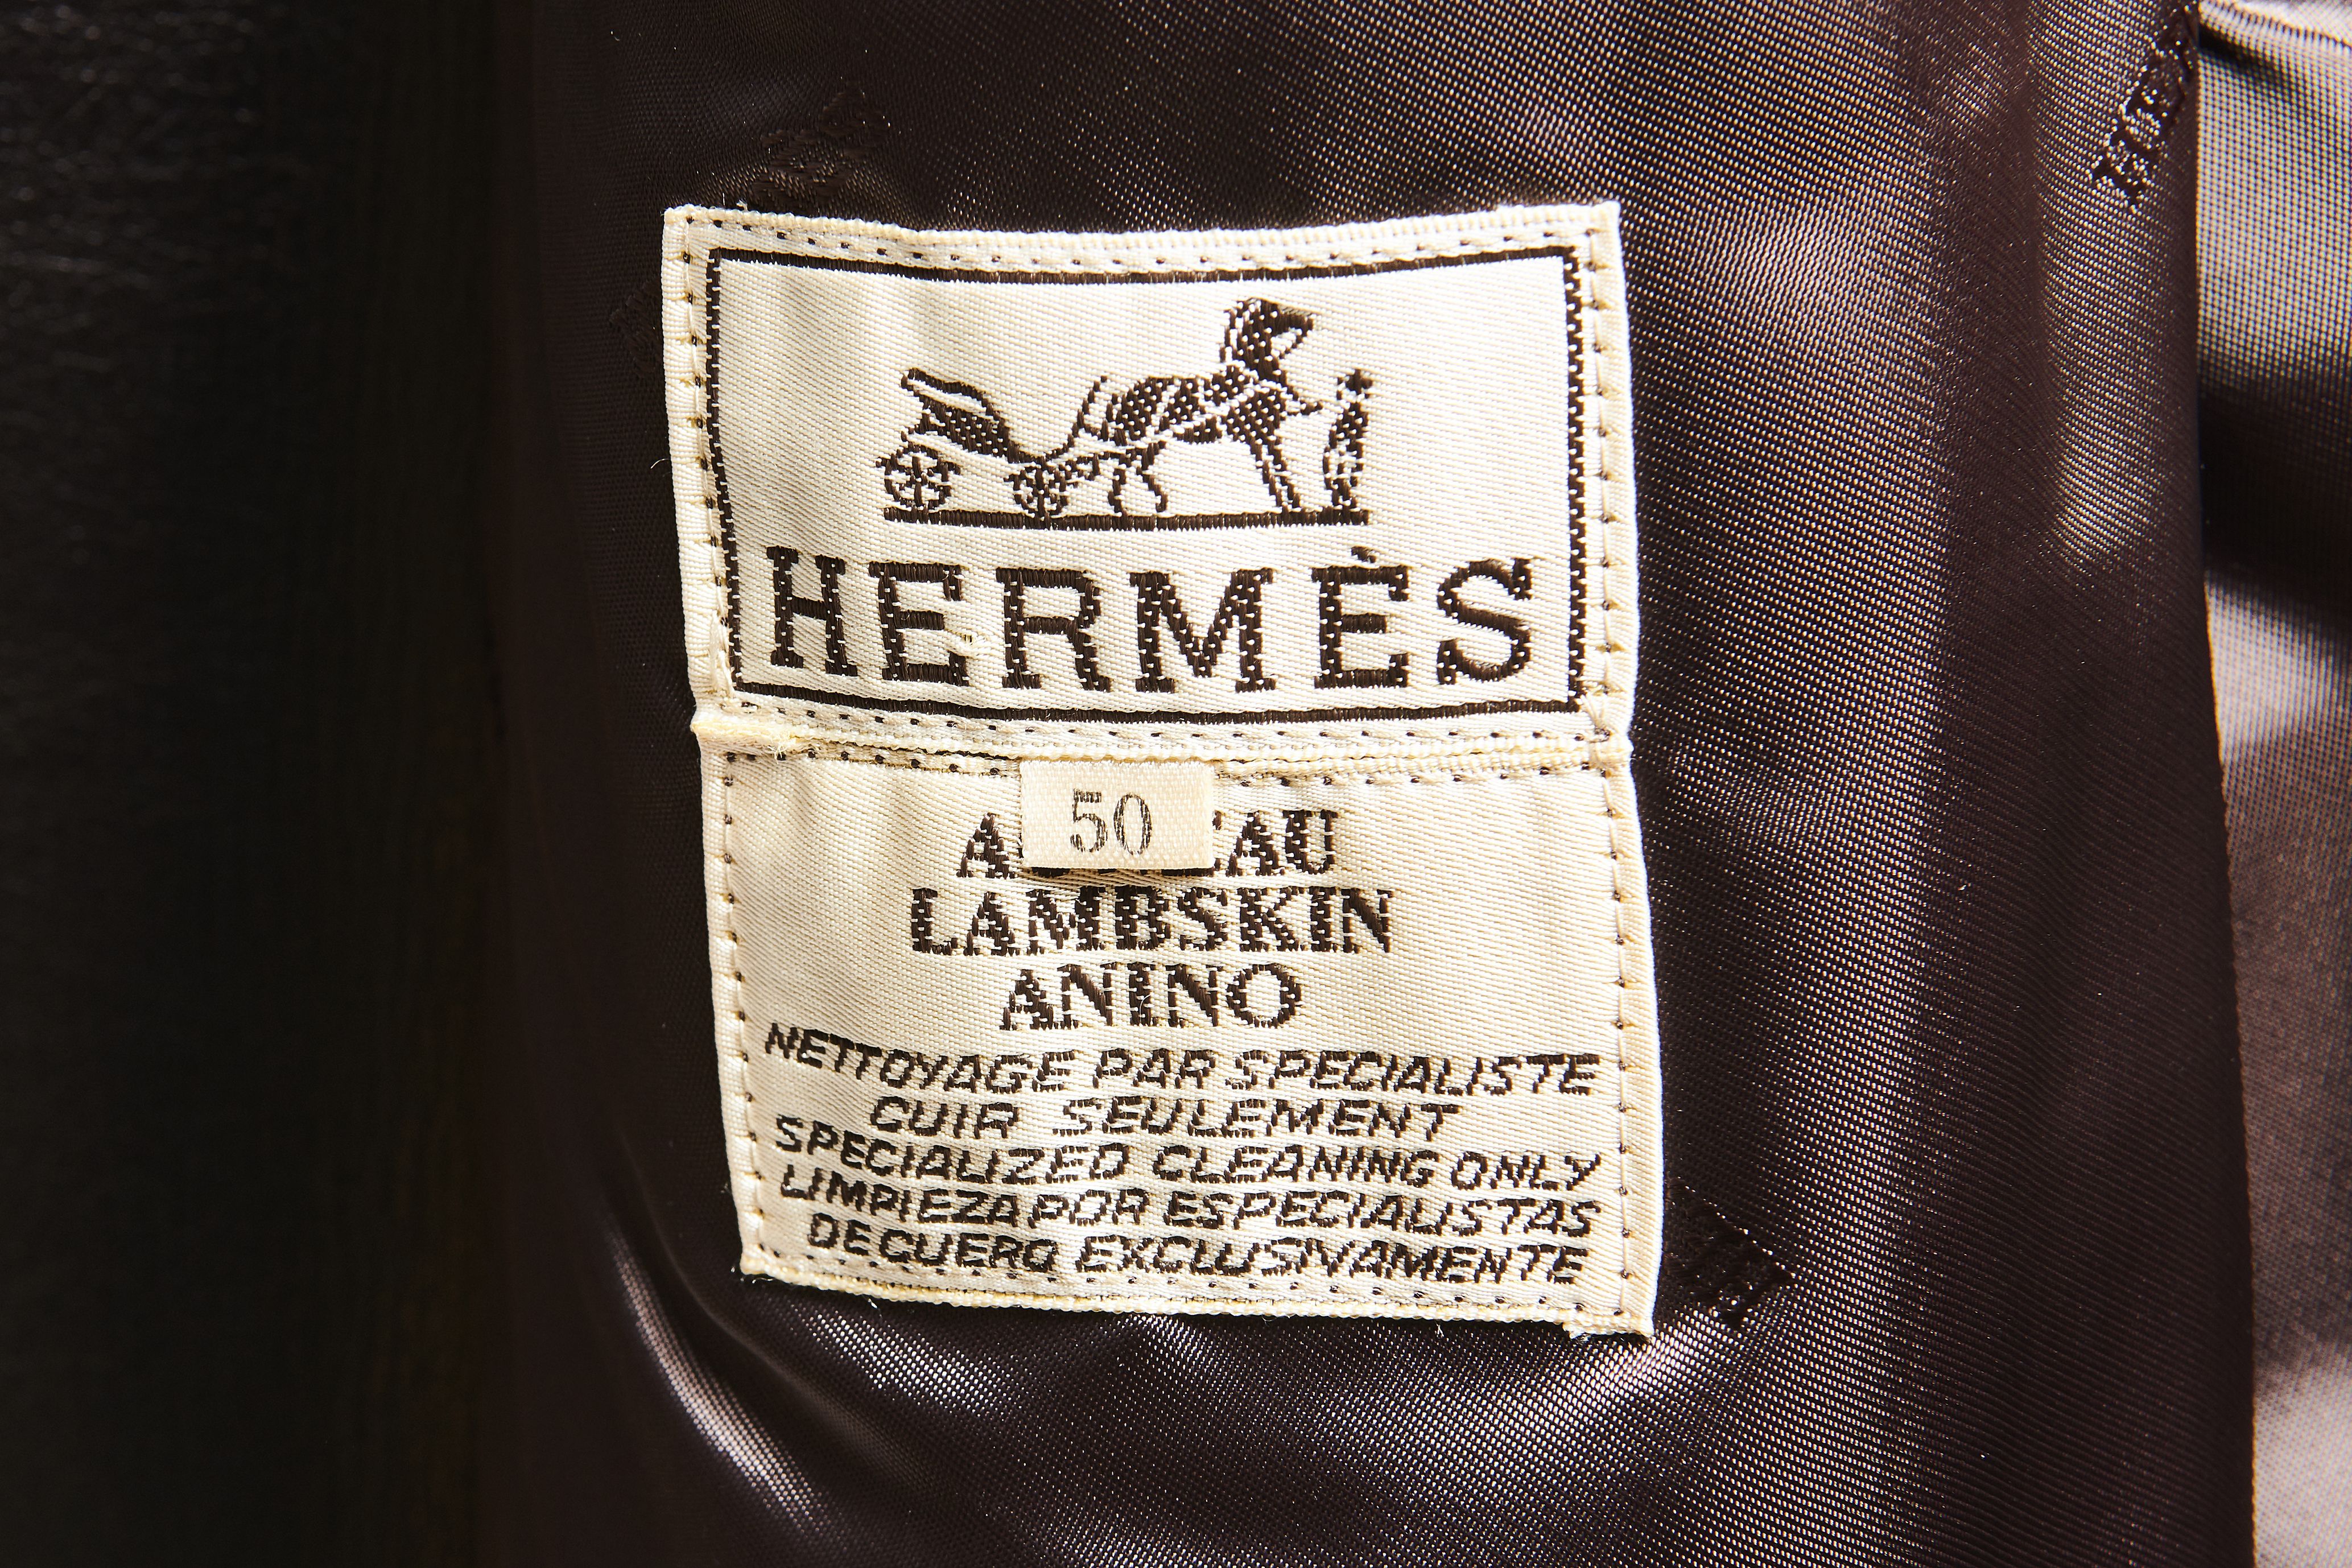 HERMÈS
50
LAMBSKIN
ANINO
NETTOYAGE PAR SPECIALISTE
CUIR SEULEMENT
SPECIALIZED CLEANING ONLY
LIMPIEZA POR ESPECIALISTAS
DE CUERO EXCLUSIVAMENTE